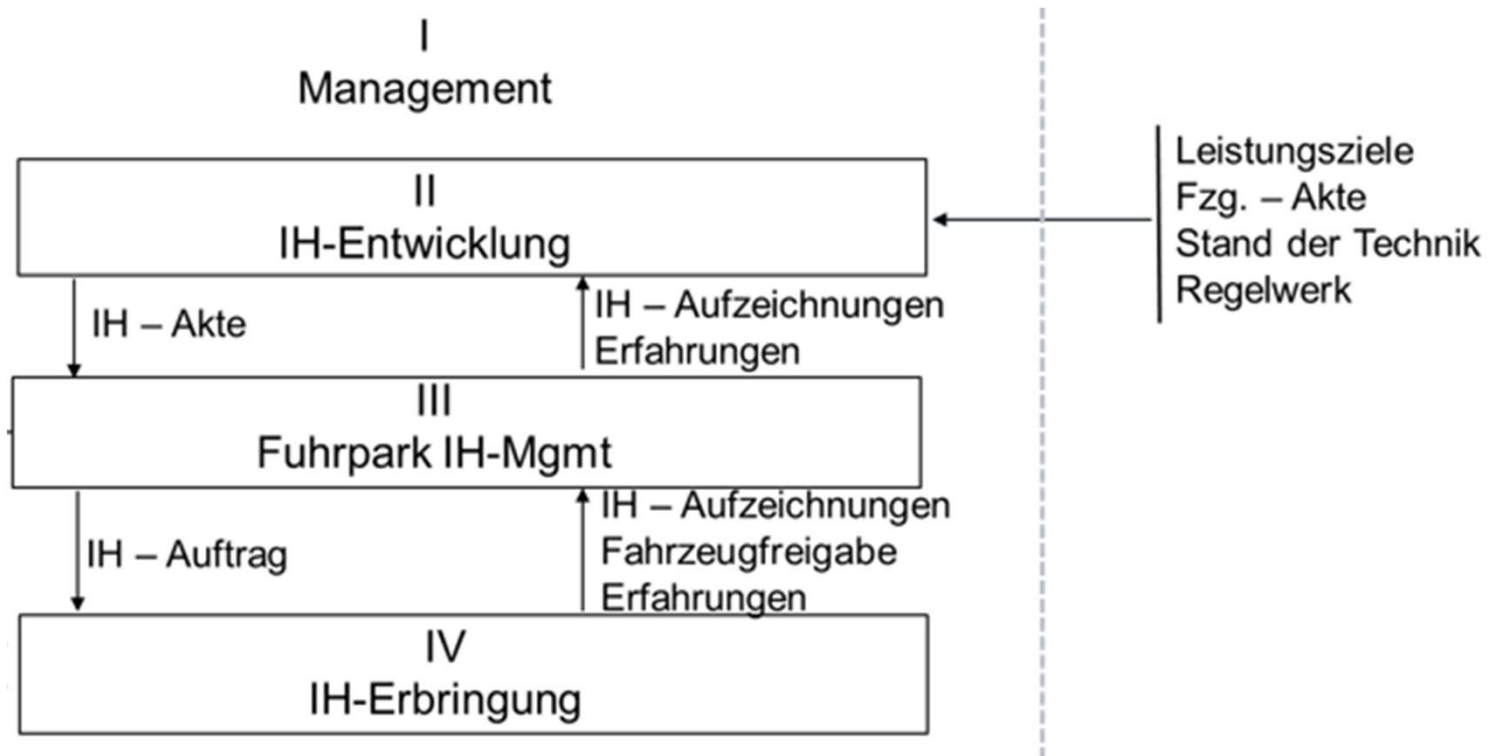 I
Management
II
IH-Entwicklung
Leistungsziele
Fzg. – Akte
Stand der Technik
Regelwerk
IH – Akte
IH – Aufzeichnungen
Erfahrungen
III
Fuhrpark IH-Mgmt
IH – Auftrag
IH – Aufzeichnungen
Fahrzeugfreigabe
Erfahrungen
IV
IH-Erbringung